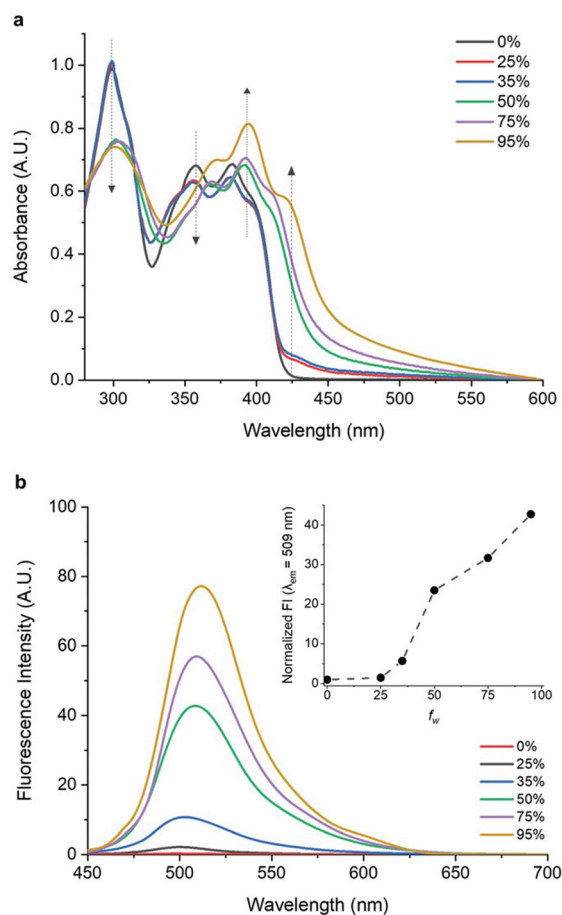 a
0%
25%
35%
50%
75%
95%
1.0
0.8
0.6
0.4
0.2
0.0
Absorbance (A.U.)
300 350 400 450 500 550 600
Wavelength (nm)
b
100
80
60
40
20
0
Fluorescence Intensity (A.U.)
450 500 550 600 650 700
Wavelength (nm)
Normalized FI (λem = 509 nm)
40
30
20
10
0
0 25 50 75 100
fw
0%
25%
35%
50%
75%
95%